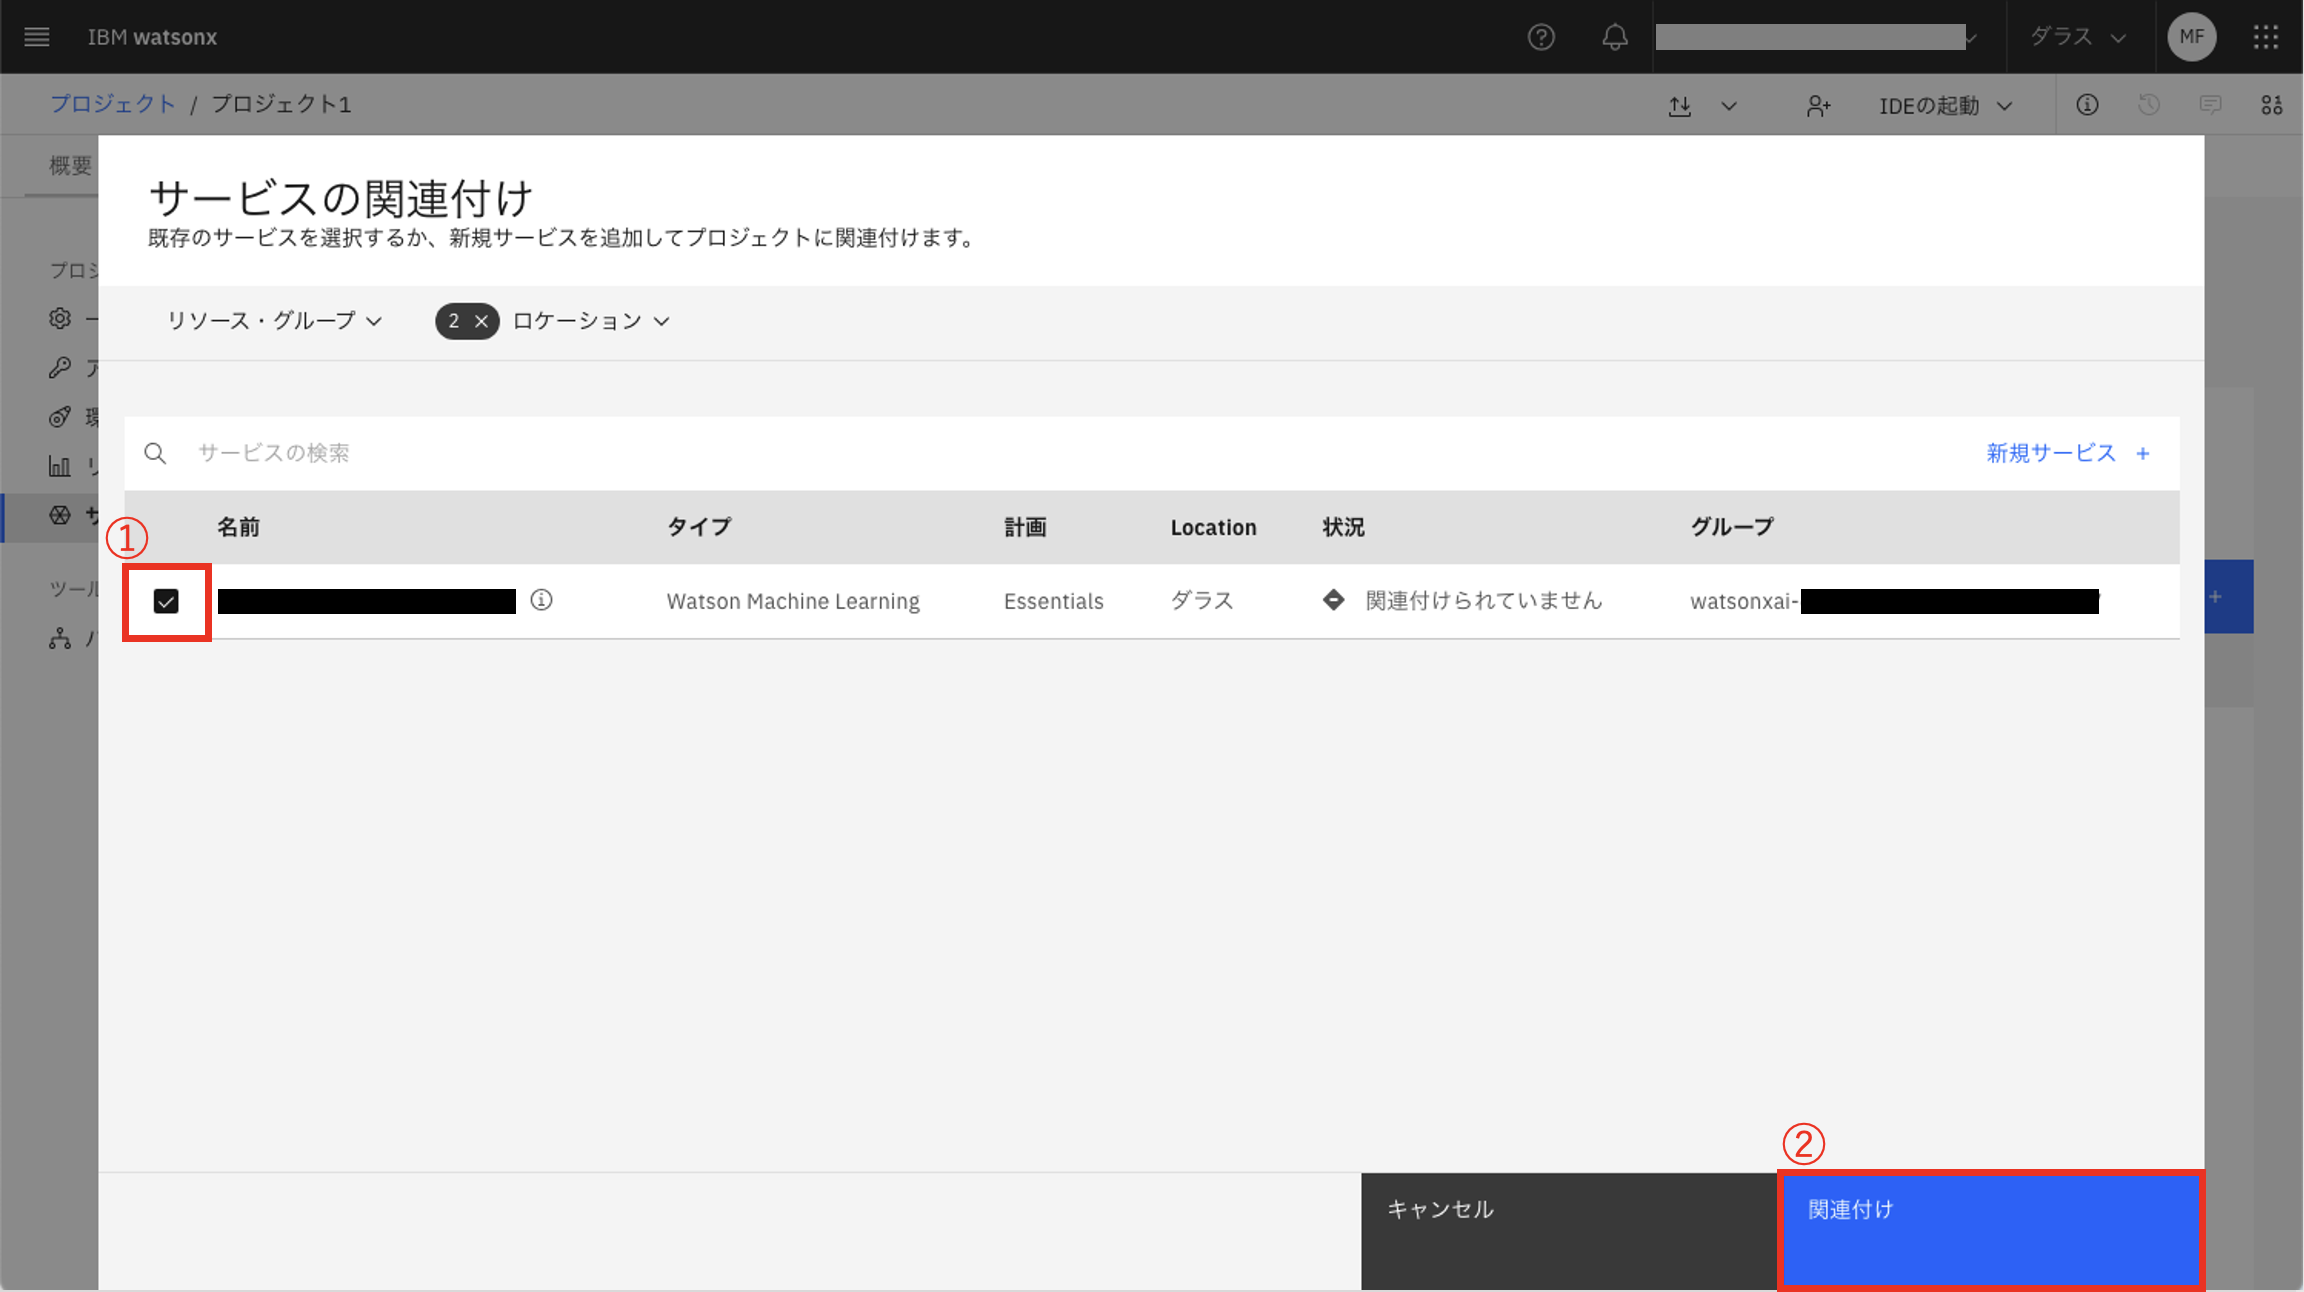 IBM watsonx
ダラス
MF
プロジェクト / プロジェクト1
IDEの起動
概要
サービスの関連付け
既存のサービスを選択するか、新規サービスを追加してプロジェクトに関連付けます。
プロジ
リソース・グループ
2 × ロケーション
ー
ア
環
リ
サービスの検索
新規サービス +
サ
①
名前 タイプ 計画 Location 状況 グループ
ツール
Watson Machine Learning Essentials ダラス 関連付けられていません watsonxai-
+
パ
②
キャンセル
関連付け